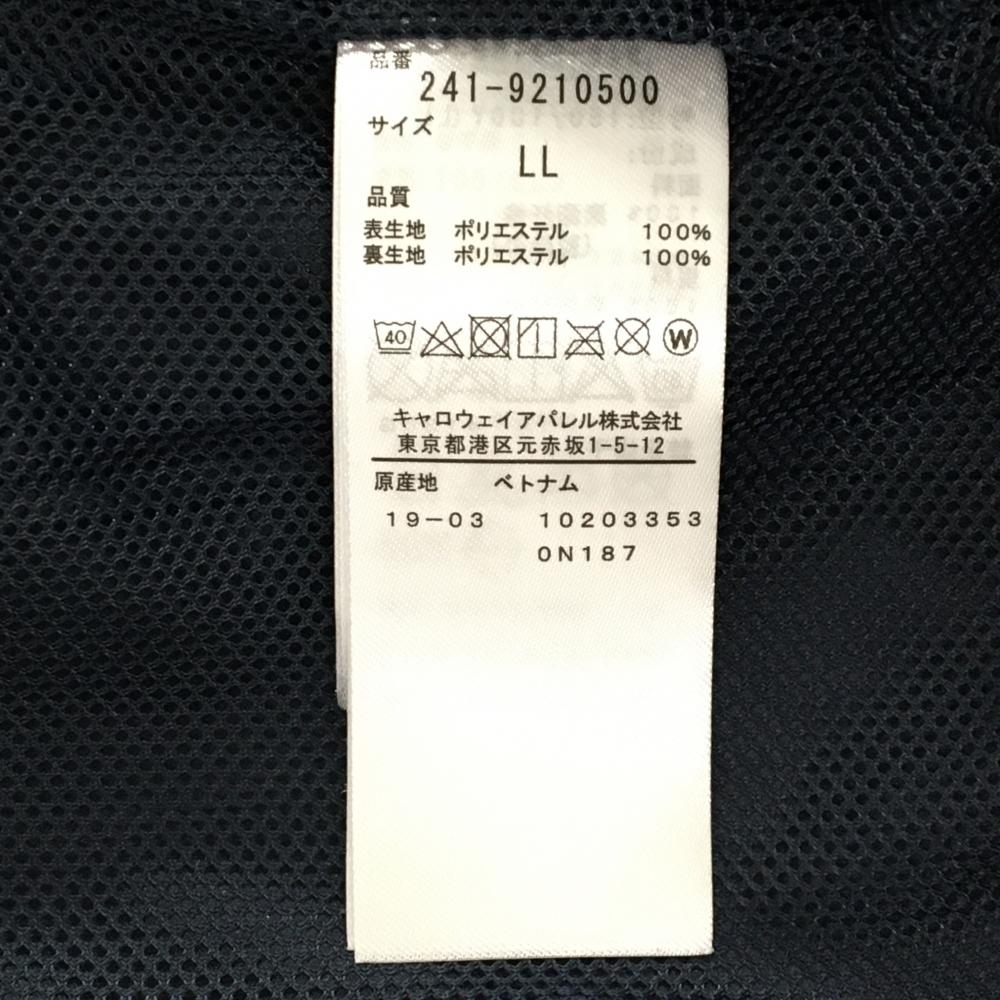 品番
241-9210500
サイズ
LL
品質
表生地 ポリエステル 100%
裏生地 ポリエステル 100%
40 W
キャロウェイアパレル株式会社
東京都港区元赤坂1-5-12
原産地 ベトナム
19-03 10203353
0N187